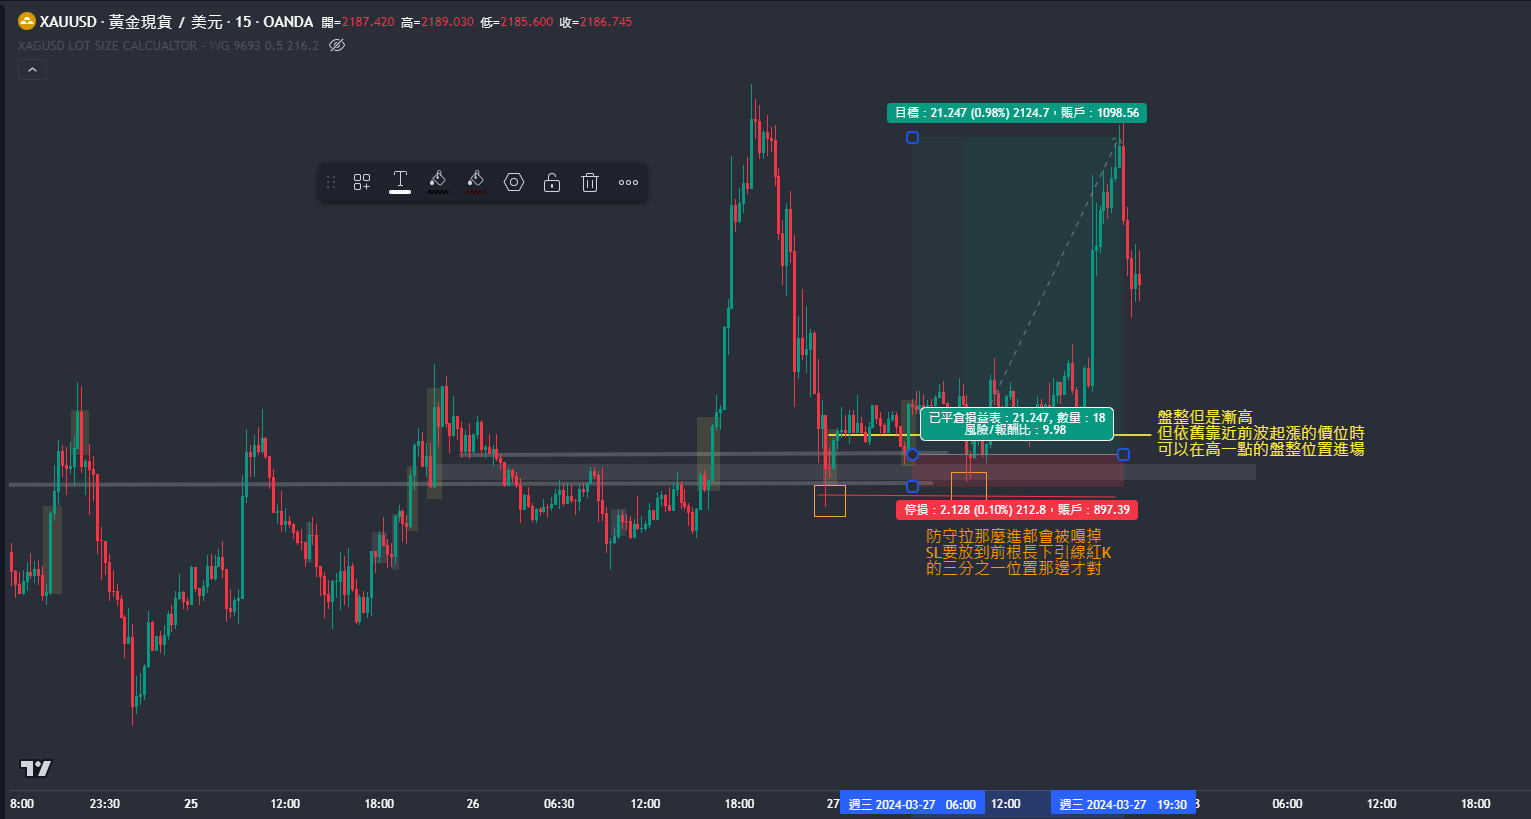 XAUUSD · 黃金現貨 / 美元 · 15 · OANDA 開=2187.420 高=2189.030 低=2185.600 收=2186.745
XAGUSD LOT SIZE CALCUALTOR - WG 9693 0.5 216.2
目標：21.247 (0.98%) 2124.7，賬戶：1098.56
已平倉損益表：21.247, 數量：18
風險/報酬比：9.98
盤整但是漸高
但依舊靠近前波起漲的價位時
可以在高一點的盤整位置進場
停損：2.128 (0.10%) 212.8，賬戶：897.39
防守拉那麼進都會被嘎掉
SL要放到前根長下引線紅K
的三分之一位置那邊才對
8:00 23:30 25 12:00 18:00 26 06:30 12:00 18:00 27 週三 2024-03-27 06:00 12:00 週三 2024-03-27 19:30 06:00 12:00 18:00